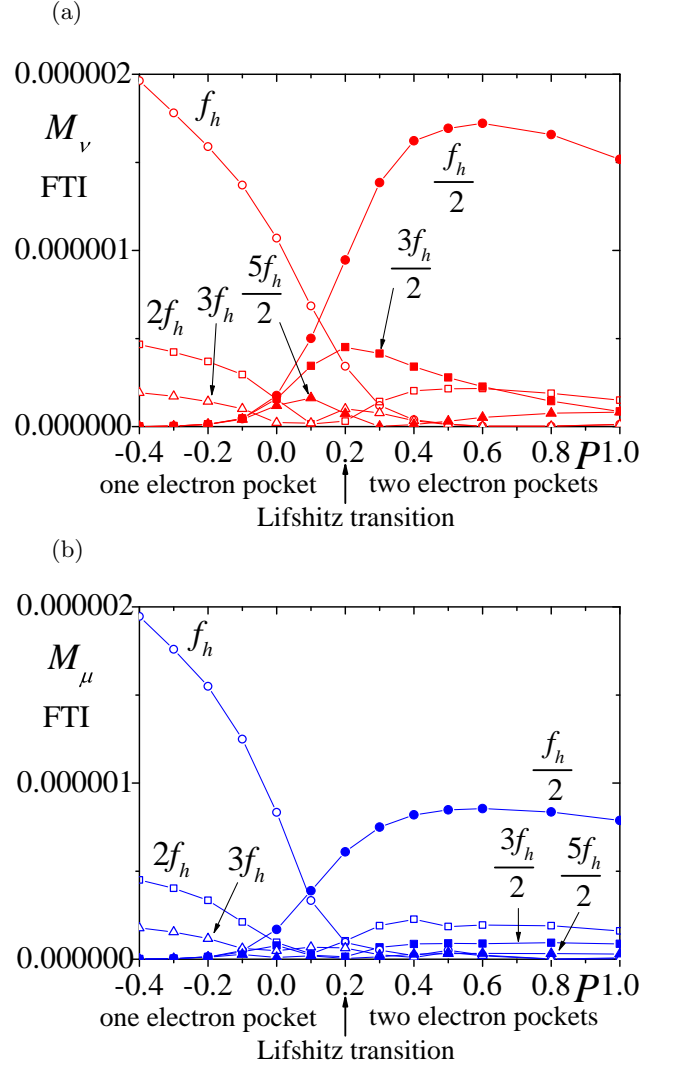 (a)
0.000002
f_h
M_ν
FTI
f_h/2
0.000001
5f_h/2
3f_h/2
2f_h
3f_h
0.000000
-0.4 -0.2 0.0 0.2 0.4 0.6 0.8 P 1.0
one electron pocket two electron pockets
Lifshitz transition
(b)
0.000002
f_h
M_μ
FTI
0.000001
f_h/2
2f_h
3f_h
3f_h/2
5f_h/2
0.000000
-0.4 -0.2 0.0 0.2 0.4 0.6 0.8 P 1.0
one electron pocket two electron pockets
Lifshitz transition